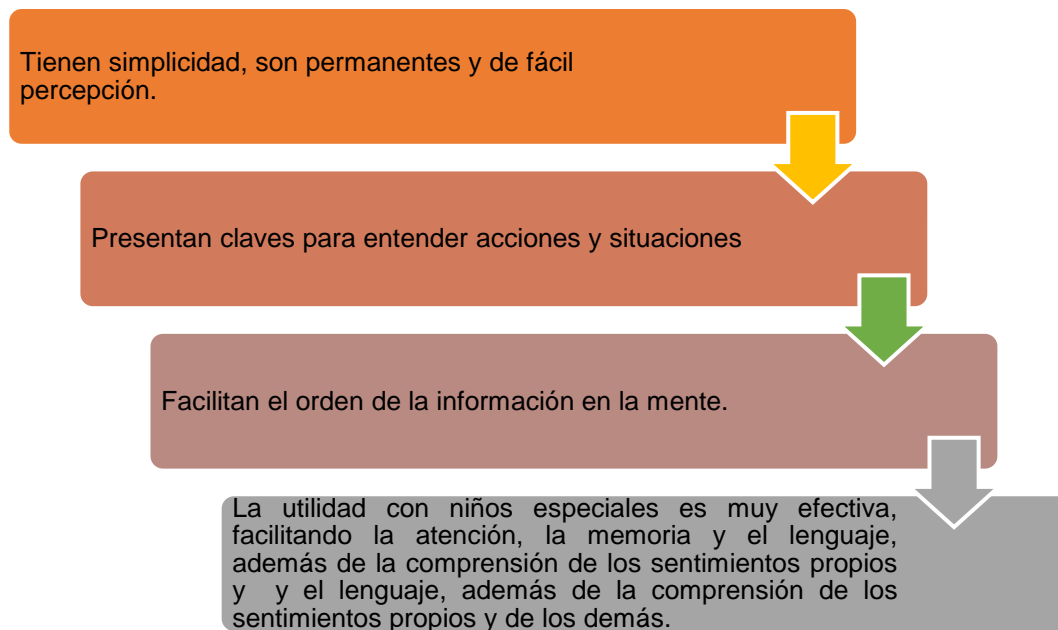 Tienen simplicidad, son permanentes y de fácil
percepción.
Presentan claves para entender acciones y situaciones
Facilitan el orden de la información en la mente.
La utilidad con niños especiales es muy efectiva,
facilitando la atención, la memoria y el lenguaje,
además de la comprensión de los sentimientos propios
y y el lenguaje, además de la comprensión de los
sentimientos propios y de los demás.